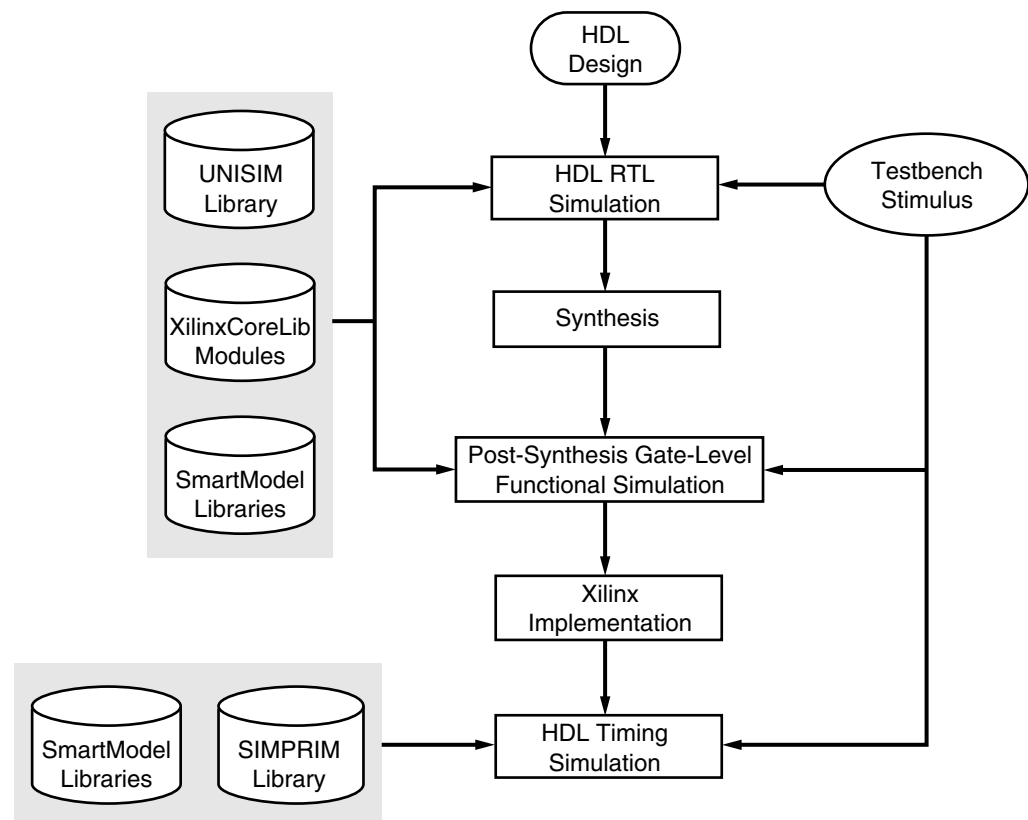 HDL
Design
UNISIM
Library
HDL RTL
Simulation
Testbench
Stimulus
XilinxCoreLib
Modules
Synthesis
SmartModel
Libraries
Post-Synthesis Gate-Level
Functional Simulation
Xilinx
Implementation
SmartModel
Libraries
SIMPRIM
Library
HDL Timing
Simulation